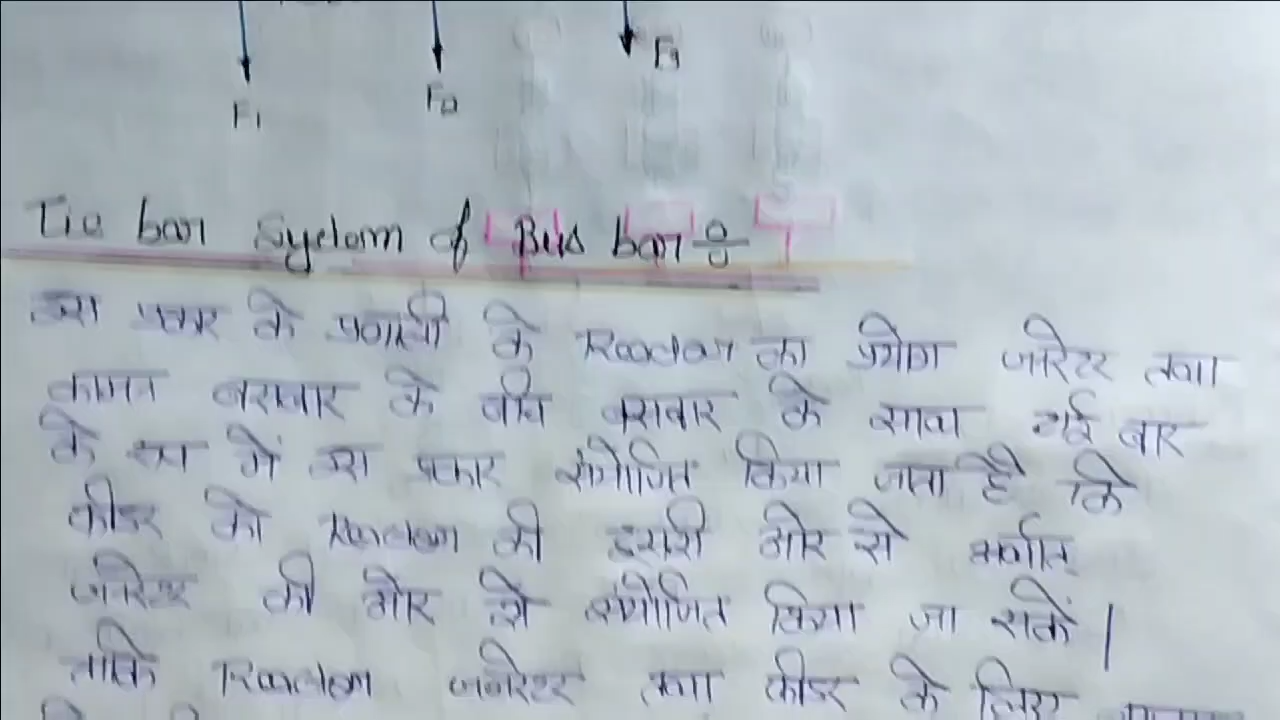 F1 F2 F3
Tie bar System of Bus bar ÷
इस प्रकार के प्रणाली के Reactor का प्रयोग जनरेटर तथा
कामन बसबार के बीच बसबार के साथ टाई बार
के रूप में इस प्रकार संयोजित किया जाता है कि
फीडर को Reactor की दूसरी ओर से अर्थात्
जनरेटर की ओर से संयोजित किया जा सकें |
ताकि Reactor जनरेटर तथा फीडर के लिए